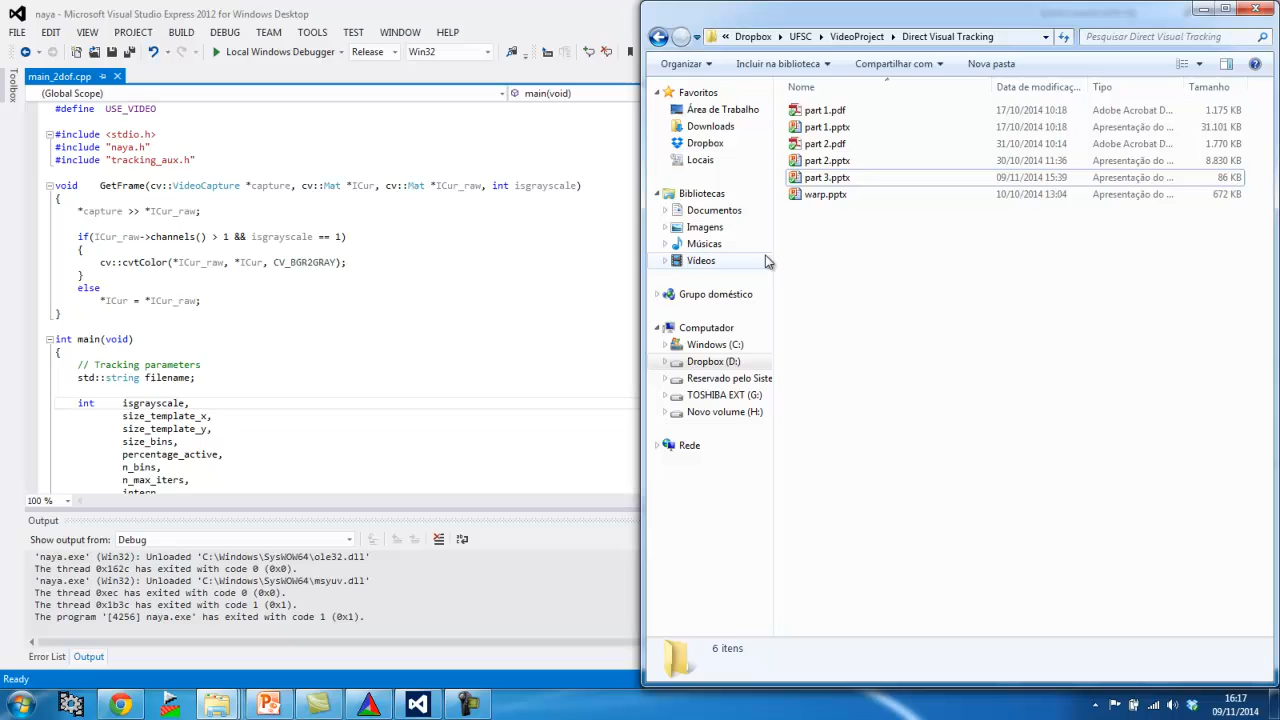 naya - Microsoft Visual Studio Express 2012 for Windows Desktop
FILE EDIT VIEW PROJECT BUILD DEBUG TEAM TOOLS TEST WINDOW HELP
Local Windows Debugger Release Win32
Toolbox
main_2dof.cpp
(Global Scope) main(void)
#define USE_VIDEO
#include <stdio.h>
#include "naya.h"
#include "tracking_aux.h"
void GetFrame(cv::VideoCapture *capture, cv::Mat *ICur, cv::Mat *ICur_raw, int isgrayscale)
{
*capture >> *ICur_raw;
if(ICur_raw->channels() > 1 && isgrayscale == 1)
{
cv::cvtColor(*ICur_raw, *ICur, CV_BGR2GRAY);
}
else
*ICur = *ICur_raw;
}
int main(void)
{
// Tracking parameters
std::string filename;
int isgrayscale,
size_template_x,
size_template_y,
size_bins,
percentage_active,
n_bins,
n_max_iters,
intern
100 %
Output
Show output from: Debug
'naya.exe' (Win32): Unloaded 'C:\Windows\SysWOW64\ole32.dll'
The thread 0x162c has exited with code 0 (0x0).
'naya.exe' (Win32): Unloaded 'C:\Windows\SysWOW64\msyuv.dll'
The thread 0xec has exited with code 0 (0x0).
The thread 0x1b3c has exited with code 1 (0x1).
The program '[4256] naya.exe' has exited with code 1 (0x1).
Error List Output
Ready
Dropbox UFSC VideoProject Direct Visual Tracking Pesquisar Direct Visual Tracking
Organizar Incluir na biblioteca Compartilhar com Nova pasta
Favoritos
Área de Trabalho
Downloads
Dropbox
Locais
Bibliotecas
Documentos
Imagens
Músicas
Vídeos
Grupo doméstico
Computador
Windows (C:)
Dropbox (D:)
Reservado pelo Siste
TOSHIBA EXT (G:)
Novo volume (H:)
Rede
Nome Data de modificaç... Tipo Tamanho
part 1.pdf 17/10/2014 10:18 Adobe Acrobat D... 1.175 KB
part 1.pptx 17/10/2014 10:18 Apresentação do ... 31.101 KB
part 2.pdf 31/10/2014 10:14 Adobe Acrobat D... 1.770 KB
part 2.pptx 30/10/2014 11:36 Apresentação do ... 8.830 KB
part 3.pptx 09/11/2014 15:39 Apresentação do ... 86 KB
warp.pptx 10/10/2014 13:04 Apresentação do ... 672 KB
6 itens
16:17
09/11/2014